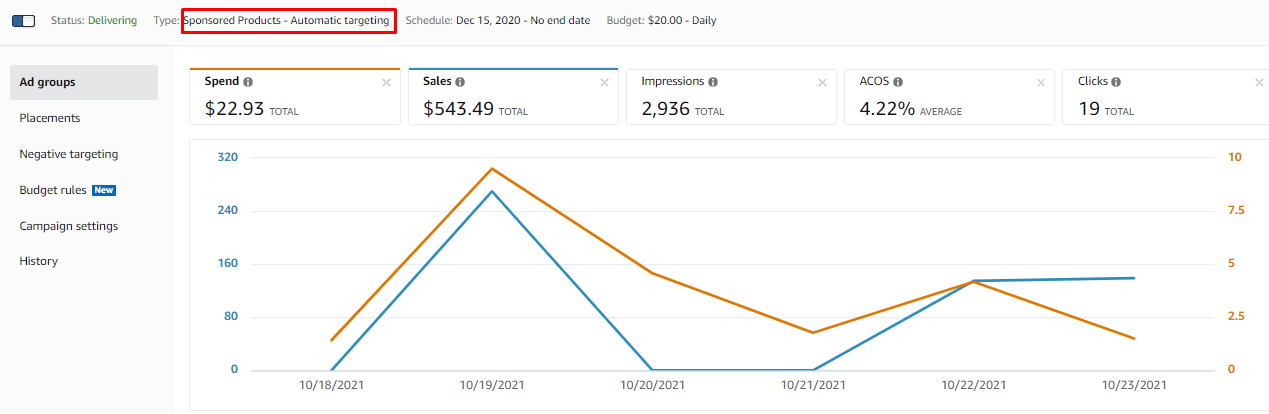 Status: Delivering Type: Sponsored Products - Automatic targeting Schedule: Dec 15, 2020 - No end date Budget: $20.00 - Daily
Ad groups
Placements
Negative targeting
Budget rules New
Campaign settings
History
Spend
$22.93 TOTAL
Sales
$543.49 TOTAL
Impressions
2,936 TOTAL
ACOS
4.22% AVERAGE
Clicks
19 TOTAL
320 10
240 7.5
160 5
80 2.5
0 0
10/18/2021 10/19/2021 10/20/2021 10/21/2021 10/22/2021 10/23/2021